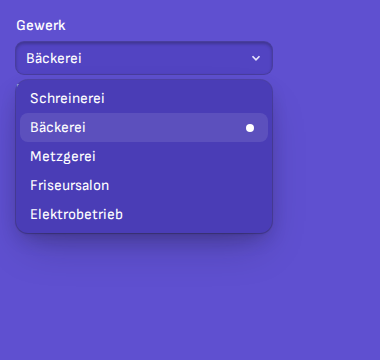 Gewerk
Bäckerei
Schreinerei
Bäckerei
Metzgerei
Friseursalon
Elektrobetrieb